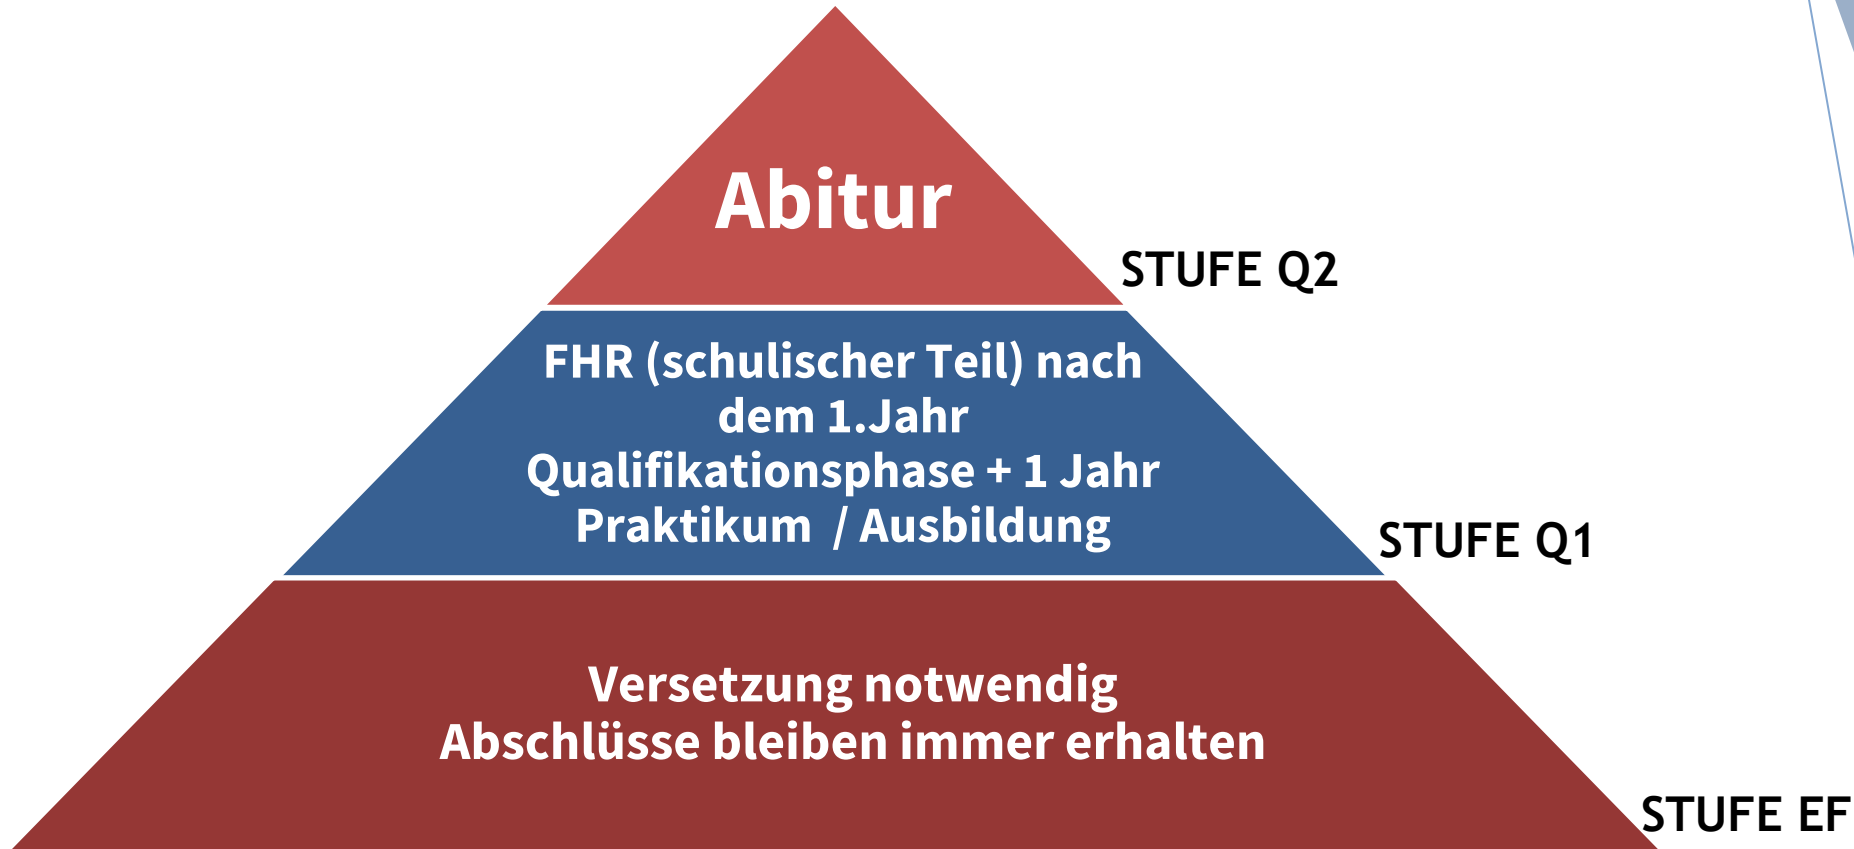 Abitur
STUFE Q2
FHR (schulischer Teil) nach
dem 1.Jahr
Qualifikationsphase + 1 Jahr
Praktikum / Ausbildung
STUFE Q1
Versetzung notwendig
Abschlüsse bleiben immer erhalten
STUFE EF